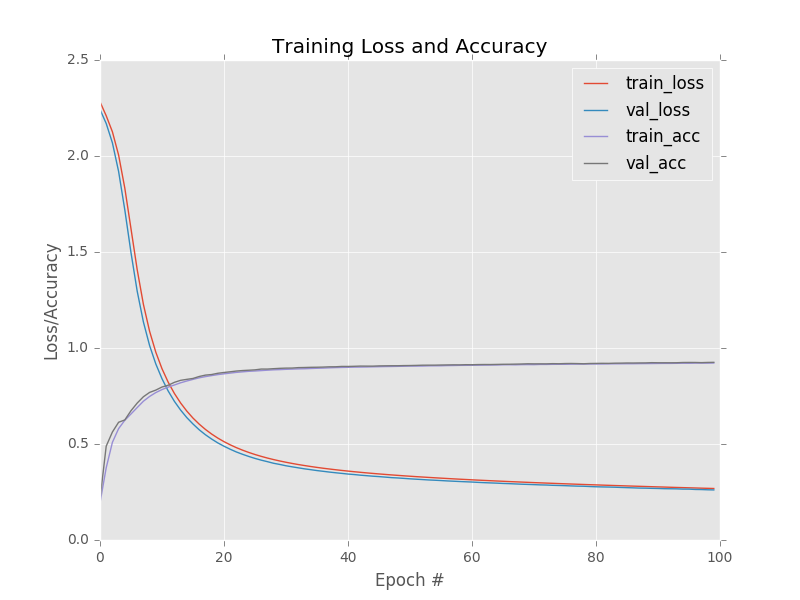 Training Loss and Accuracy
2.5
2.0
1.5
1.0
0.5
0.0
Loss/Accuracy
train_loss
val_loss
train_acc
val_acc
0 20 40 60 80 100
Epoch #